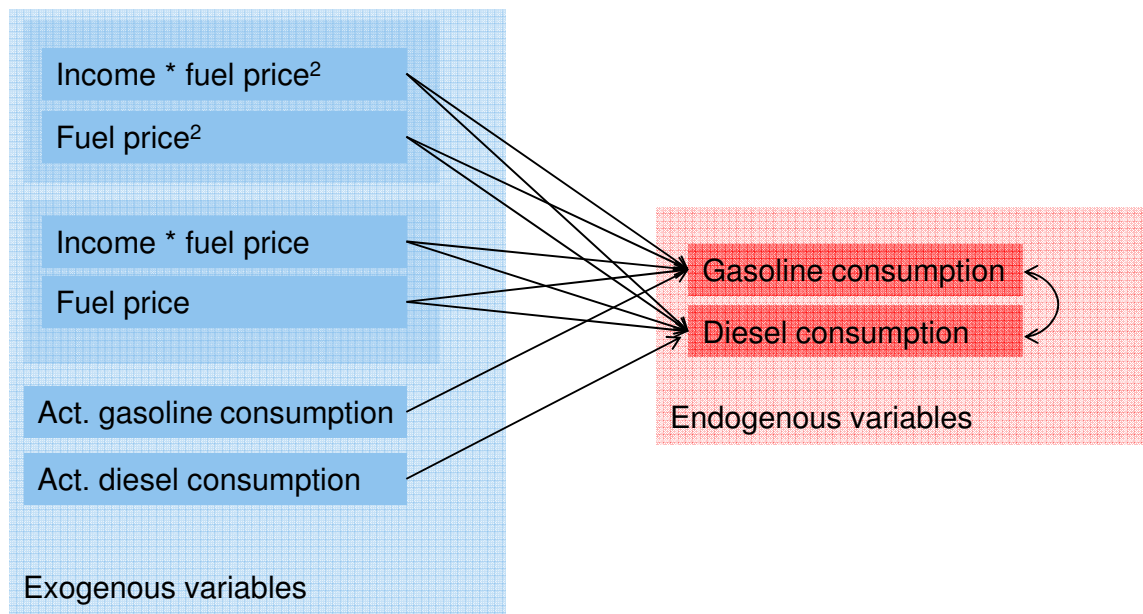 Income * fuel price²
Fuel price²
Income * fuel price
Fuel price
Act. gasoline consumption
Act. diesel consumption
Exogenous variables
Gasoline consumption
Diesel consumption
Endogenous variables